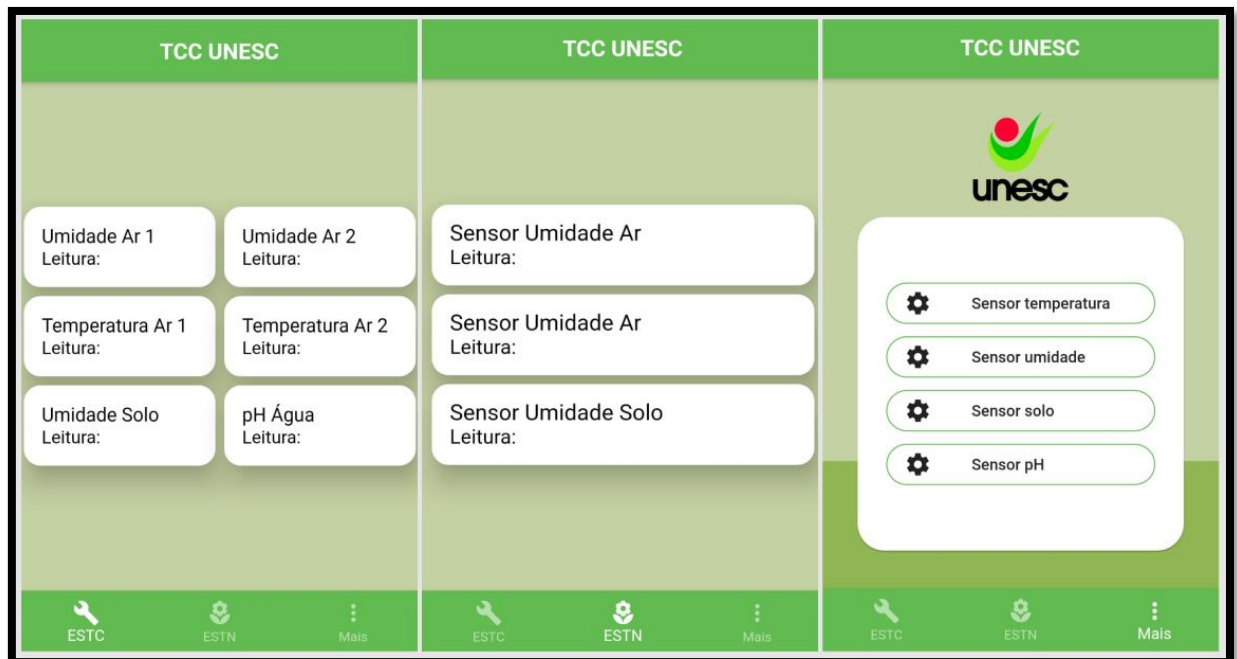 TCC UNESC
Umidade Ar 1
Leitura:
Umidade Ar 2
Leitura:
Temperatura Ar 1
Leitura:
Temperatura Ar 2
Leitura:
Umidade Solo
Leitura:
pH Água
Leitura:
ESTC
ESTN
Mais
TCC UNESC
Sensor Umidade Ar
Leitura:
Sensor Umidade Ar
Leitura:
Sensor Umidade Solo
Leitura:
ESTC
ESTN
Mais
TCC UNESC
unesc
Sensor temperatura
Sensor umidade
Sensor solo
Sensor pH
ESTC
ESTN
Mais